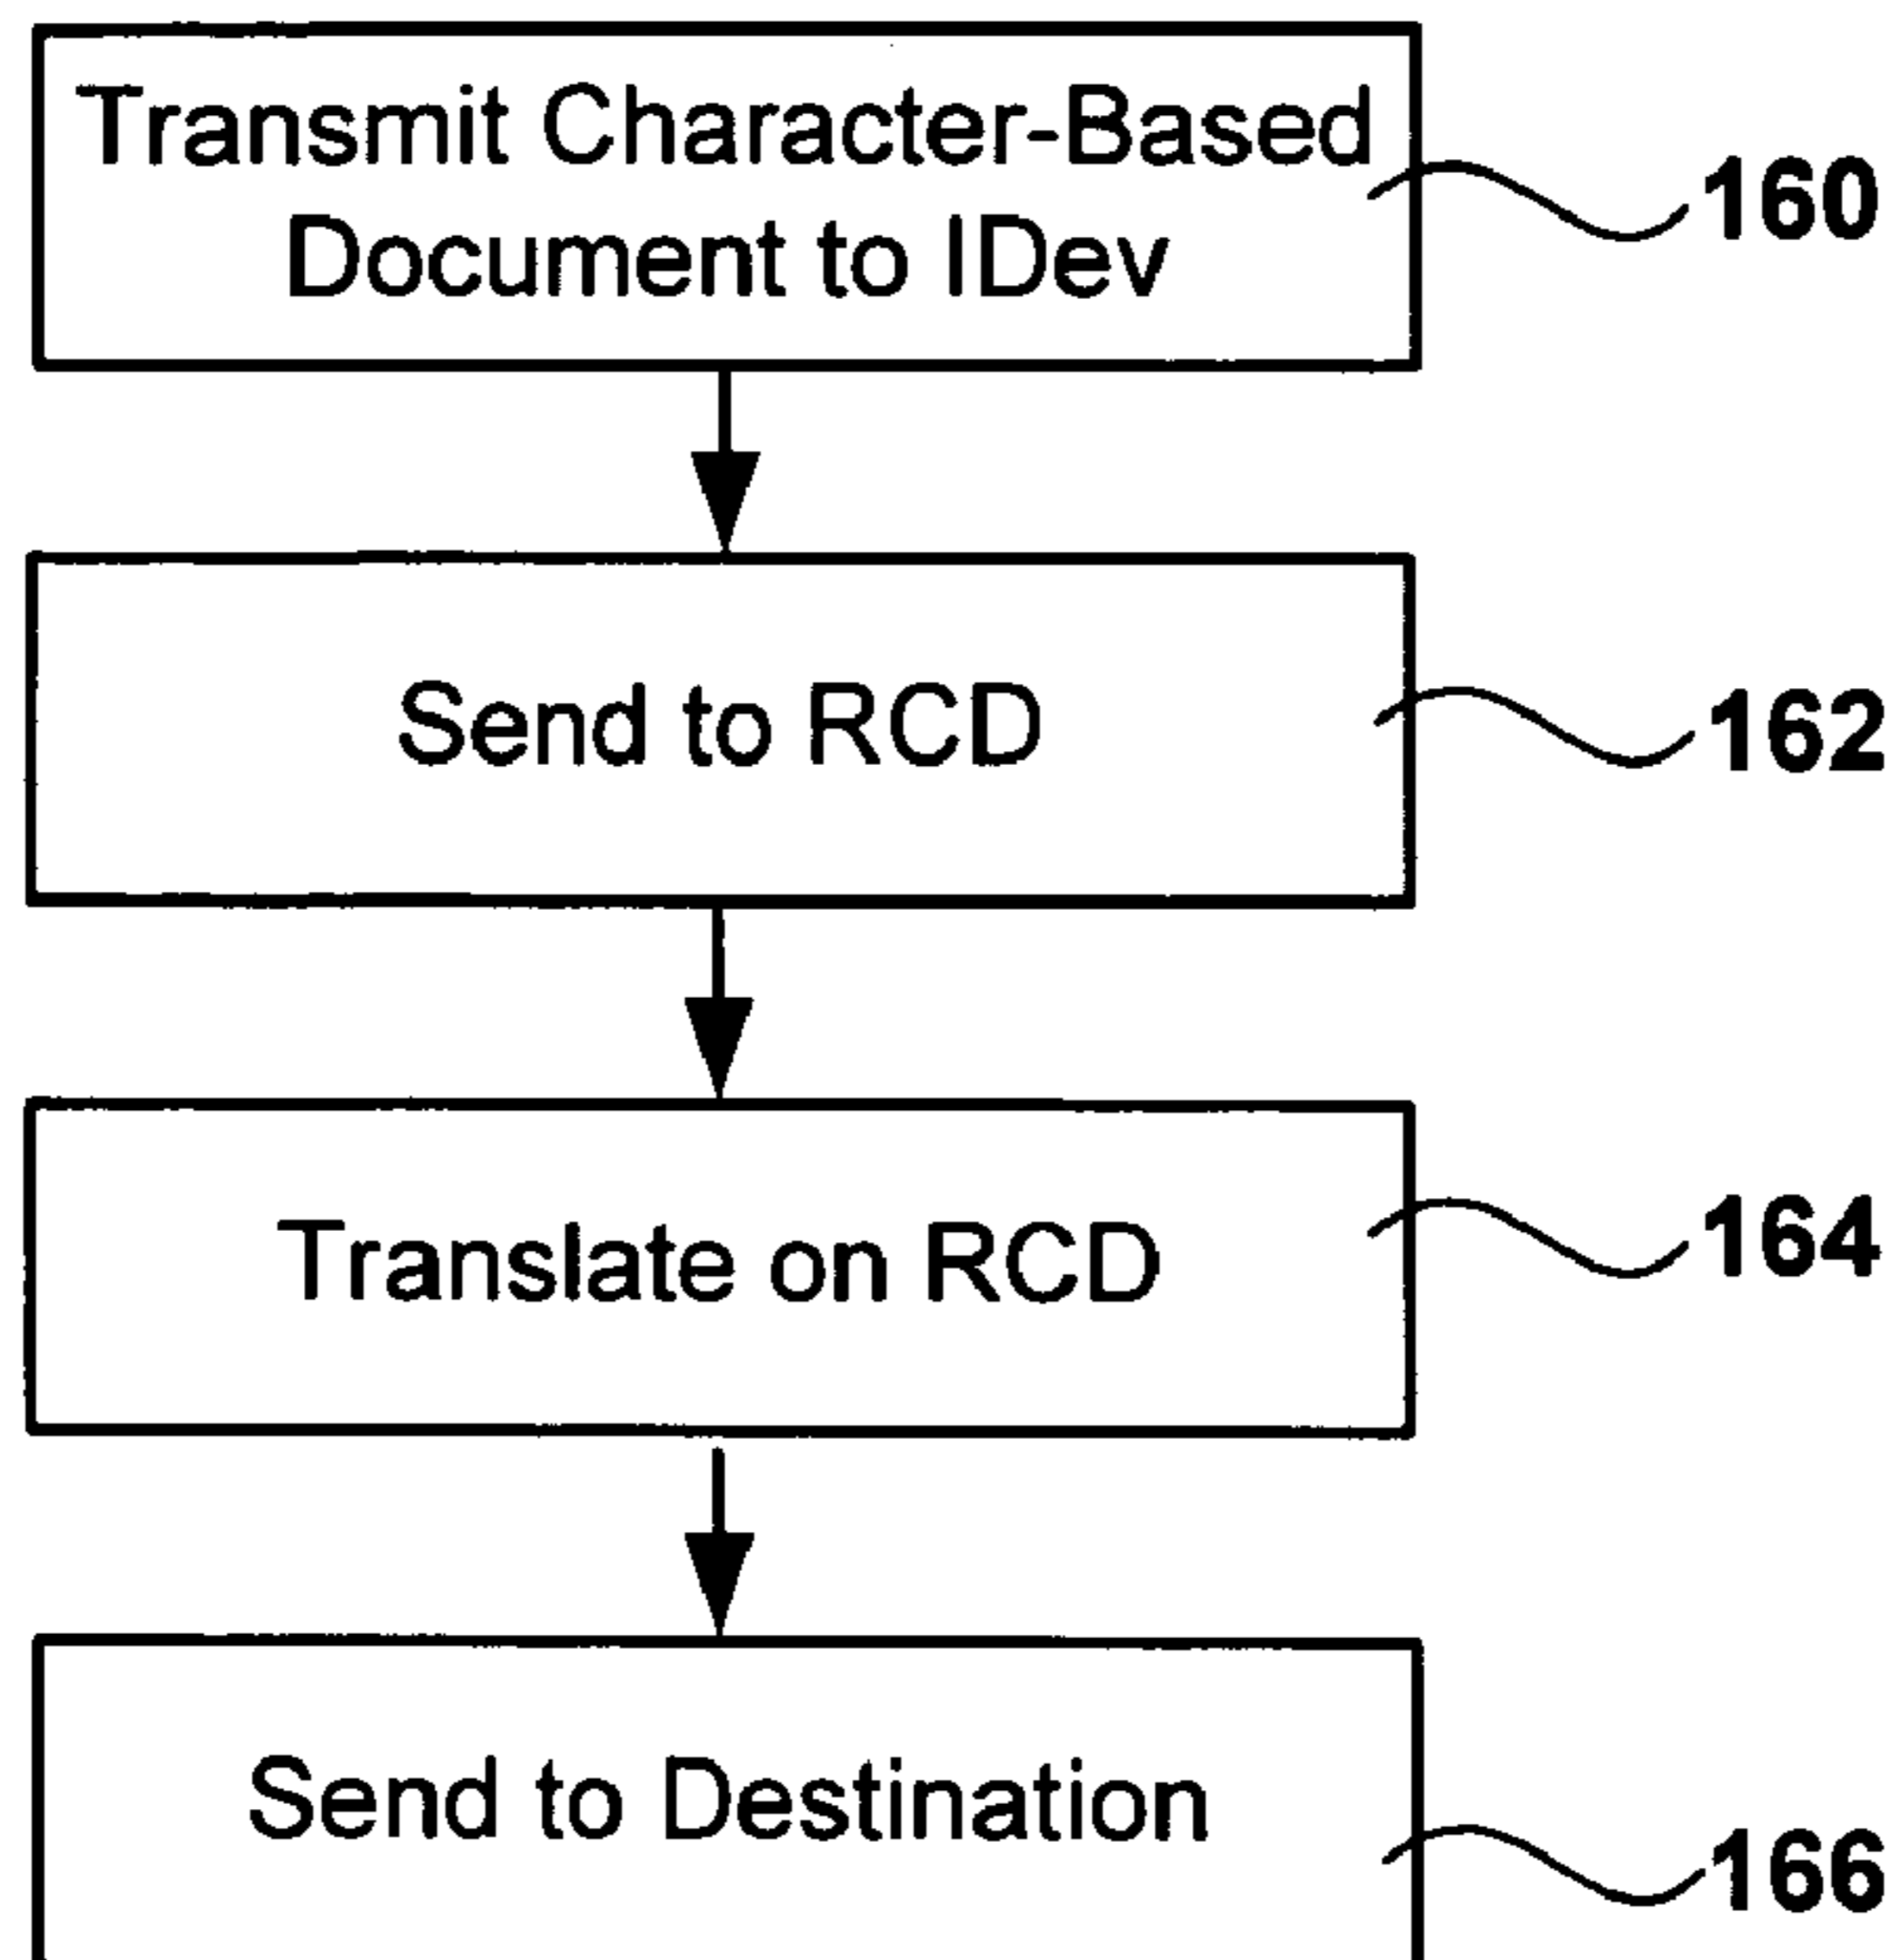 Transmit Character-Based
Document to IDev
160
Send to RCD
162
Translate on RCD
164
Send to Destination
166